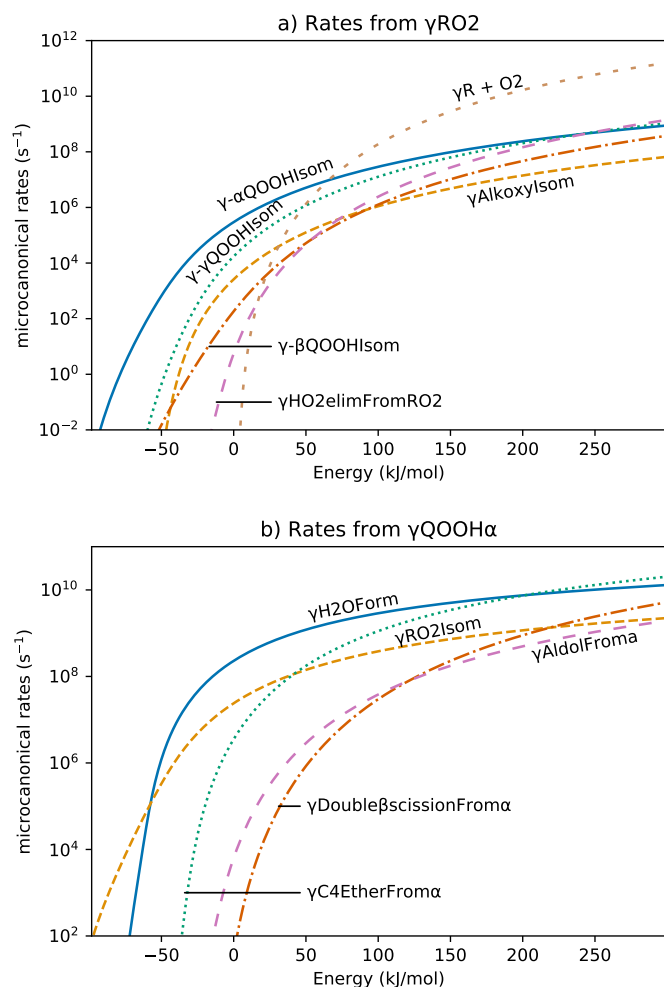 a) Rates from γRO2
microcanonical rates (s⁻¹)
10¹²
10¹⁰
10⁸
10⁶
10⁴
10²
10⁰
10⁻²
γR + O2
γ-αQOOHIsom
γAlkoxyIsom
γ-γQOOHIsom
γ-βQOOHIsom
γHO2elimFromRO2
−50 0 50 100 150 200 250
Energy (kJ/mol)
b) Rates from γQOOHα
microcanonical rates (s⁻¹)
10¹⁰
10⁸
10⁶
10⁴
10²
γH2OForm
γRO2Isom
γAldolFroma
γDoubleβscissionFromα
γC4EtherFromα
−50 0 50 100 150 200 250
Energy (kJ/mol)